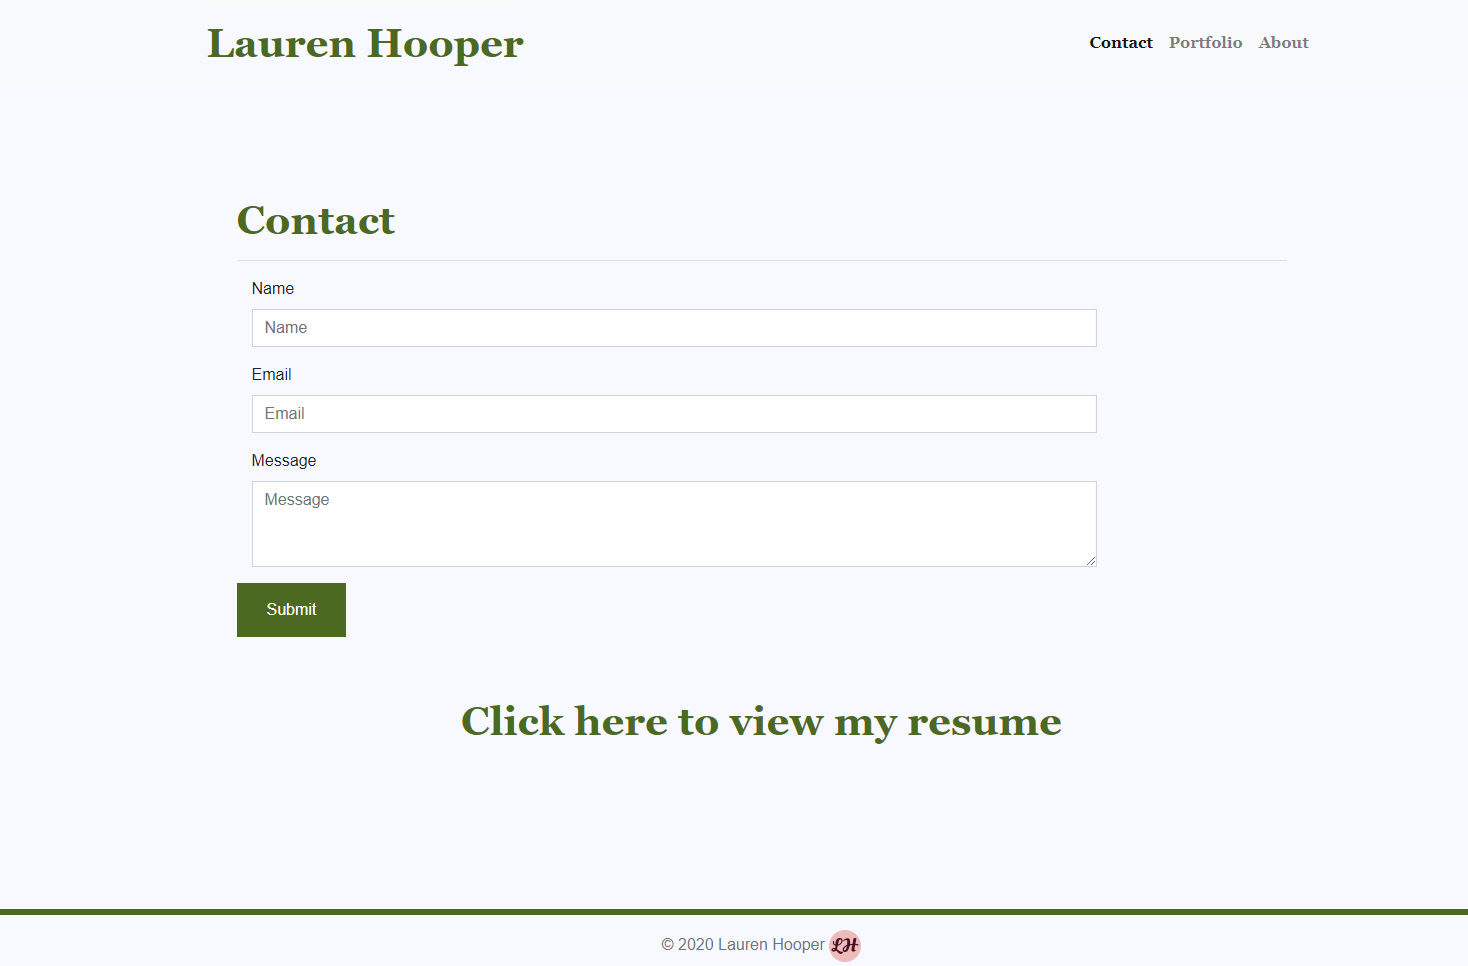 Lauren Hooper
Contact Portfolio About
Contact
Name
Name
Email
Email
Message
Message
Submit
Click here to view my resume
© 2020 Lauren Hooper LH